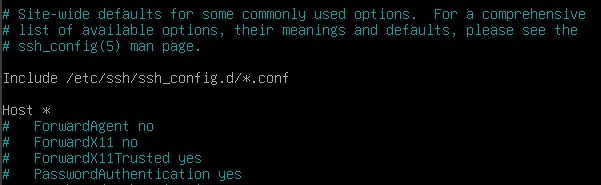 # Site-wide defaults for some commonly used options.  For a comprehensive
# list of available options, their meanings and defaults, please see the
# ssh_config(5) man page.

Include /etc/ssh/ssh_config.d/*.conf

Host *
#   ForwardAgent no
#   ForwardX11 no
#   ForwardX11Trusted yes
#   PasswordAuthentication yes